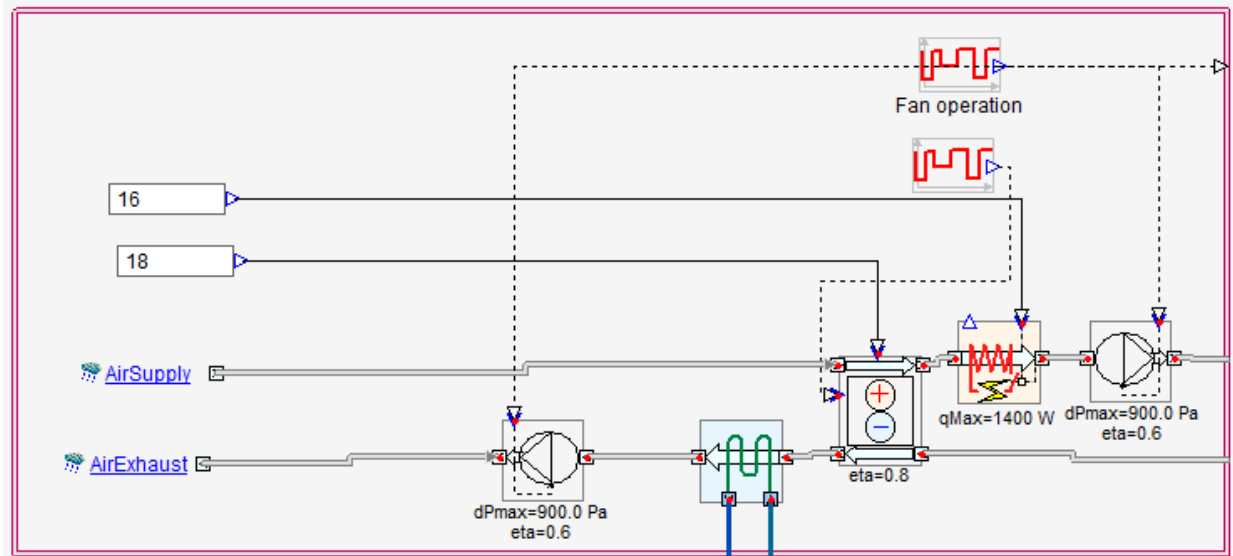 Fan operation
16
18
AirSupply
qMax=1400 W
dPmax=900.0 Pa
eta=0.6
AirExhaust
eta=0.8
dPmax=900.0 Pa
eta=0.6